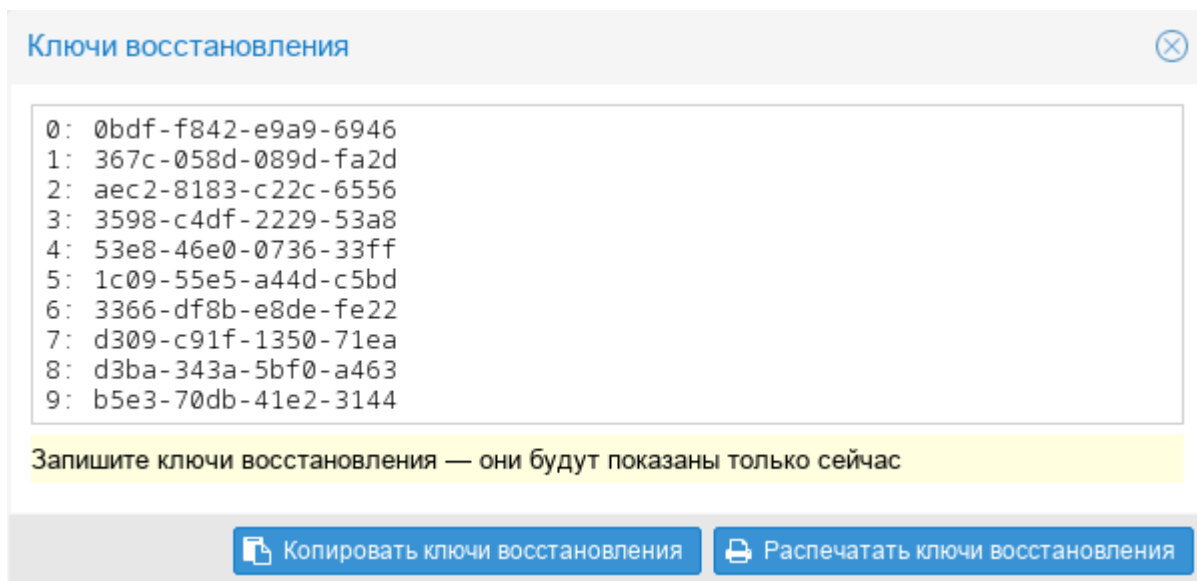 Ключи восстановления
0: 0bdf-f842-e9a9-6946
1: 367c-058d-089d-fa2d
2: aec2-8183-c22c-6556
3: 3598-c4df-2229-53a8
4: 53e8-46e0-0736-33ff
5: 1c09-55e5-a44d-c5bd
6: 3366-df8b-e8de-fe22
7: d309-c91f-1350-71ea
8: d3ba-343a-5bf0-a463
9: b5e3-70db-41e2-3144
Запишите ключи восстановления — они будут показаны только сейчас
Копировать ключи восстановления
Распечатать ключи восстановления